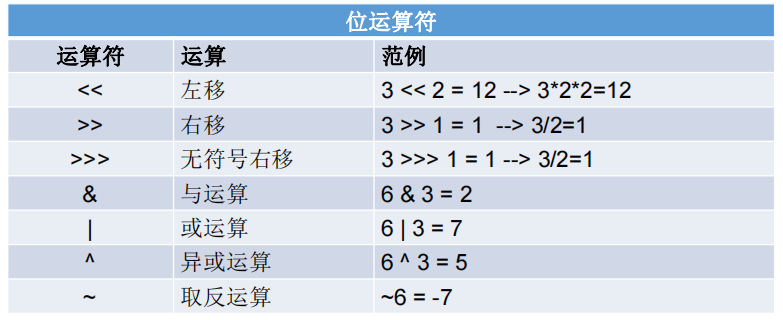 位运算符
运算符 运算 范例
<< 左移 3 << 2 = 12 --> 3*2*2=12
>> 右移 3 >> 1 = 1 --> 3/2=1
>>> 无符号右移 3 >>> 1 = 1 --> 3/2=1
& 与运算 6 & 3 = 2
| 或运算 6 | 3 = 7
^ 异或运算 6 ^ 3 = 5
~ 取反运算 ~6 = -7